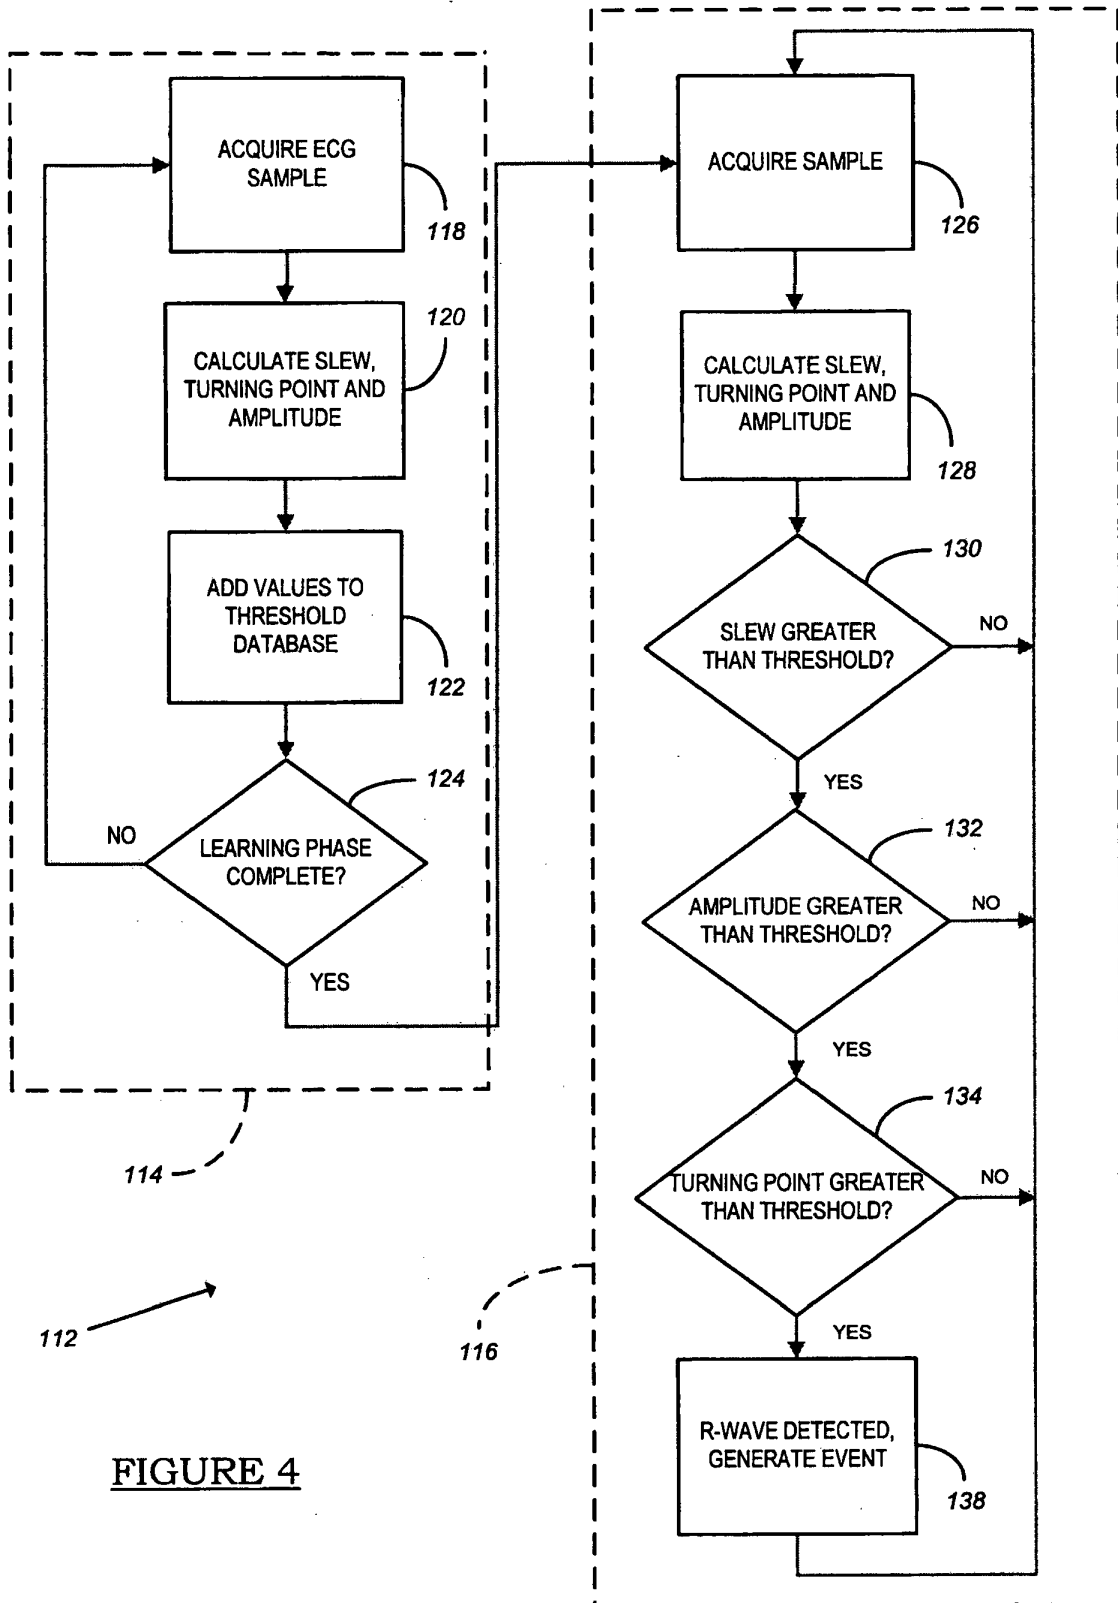 ACQUIRE ECG
SAMPLE
118
120
CALCULATE SLEW,
TURNING POINT AND
AMPLITUDE
ADD VALUES TO
THRESHOLD
DATABASE
122
124
NO
LEARNING PHASE
COMPLETE?
YES
114
112
FIGURE 4
ACQUIRE SAMPLE
126
CALCULATE SLEW,
TURNING POINT AND
AMPLITUDE
128
130
SLEW GREATER
THAN THRESHOLD?
NO
YES
132
AMPLITUDE GREATER
THAN THRESHOLD?
NO
YES
134
TURNING POINT GREATER
THAN THRESHOLD?
NO
116
YES
R-WAVE DETECTED,
GENERATE EVENT
138